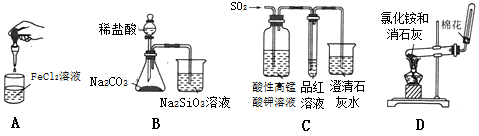 FeCl₂溶液
A
稀盐酸
Na₂CO₃
Na₂SiO₃溶液
B
SO₂
酸性高锰
酸钾溶液
品红
溶液
澄清石
灰水
C
氯化铵和
消石灰
棉花
D